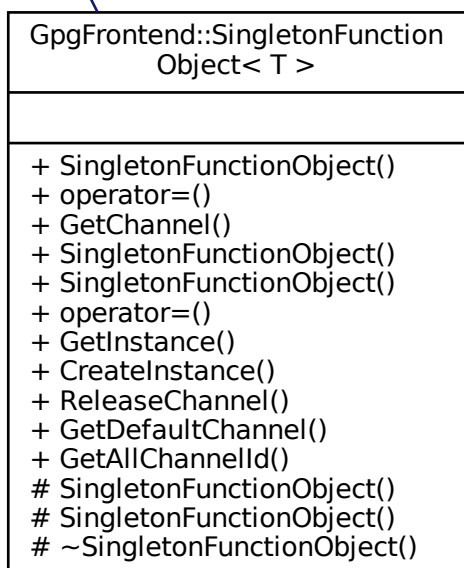 GpgFrontend::SingletonFunction
Object< T >
+ SingletonFunctionObject()
+ operator=()
+ GetChannel()
+ SingletonFunctionObject()
+ SingletonFunctionObject()
+ operator=()
+ GetInstance()
+ CreateInstance()
+ ReleaseChannel()
+ GetDefaultChannel()
+ GetAllChannelId()
# SingletonFunctionObject()
# SingletonFunctionObject()
# ~SingletonFunctionObject()